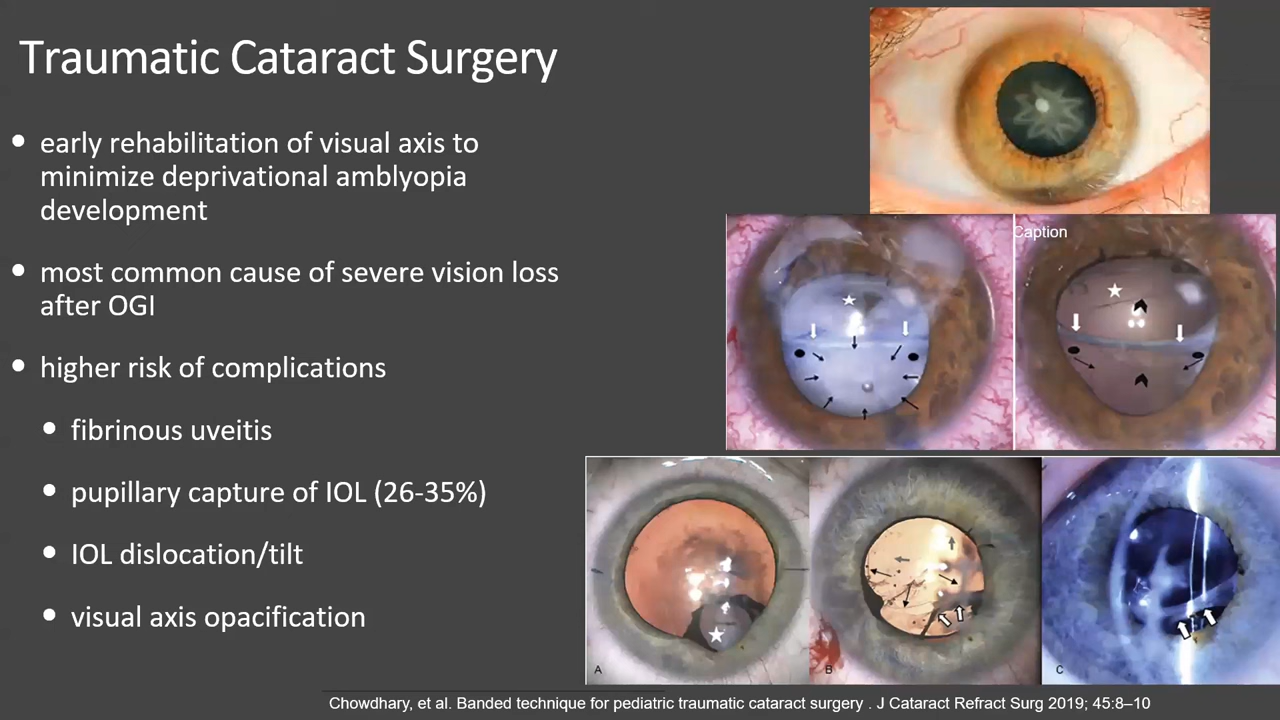 Traumatic Cataract Surgery
• early rehabilitation of visual axis to
minimize deprivational amblyopia
development
• most common cause of severe vision loss
after OGI
• higher risk of complications
• fibrinous uveitis
• pupillary capture of IOL (26-35%)
• IOL dislocation/tilt
• visual axis opacification
Caption
A
B
C
Chowdhary, et al. Banded technique for pediatric traumatic cataract surgery . J Cataract Refract Surg 2019; 45:8–10